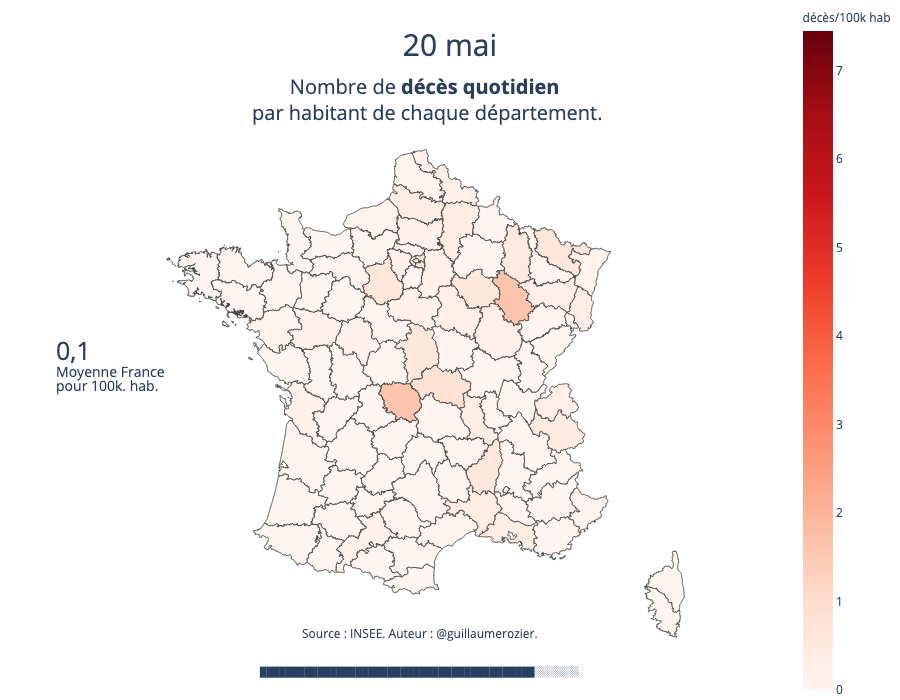 décès/100k hab
20 mai
Nombre de décès quotidien
par habitant de chaque département.
7
6
5
4
3
2
1
0
0,1
Moyenne France
pour 100k. hab.
Source : INSEE. Auteur : @guillaumerozier.